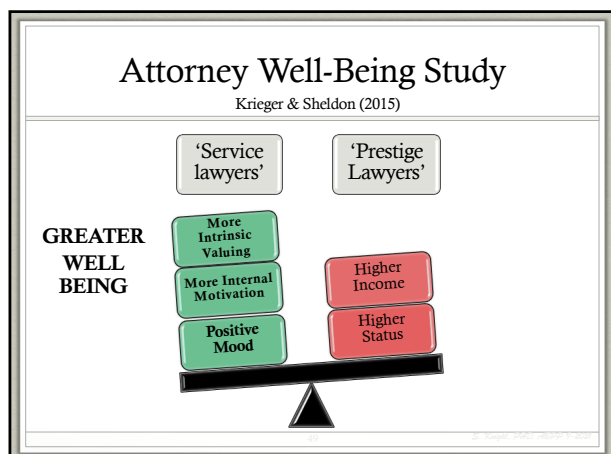 Attorney Well-Being Study
Krieger & Sheldon (2015)
‘Service
lawyers’
‘Prestige
Lawyers’
GREATER
WELL
BEING
More
Intrinsic
Valuing
More Internal
Motivation
Positive
Mood
Higher
Income
Higher
Status
49